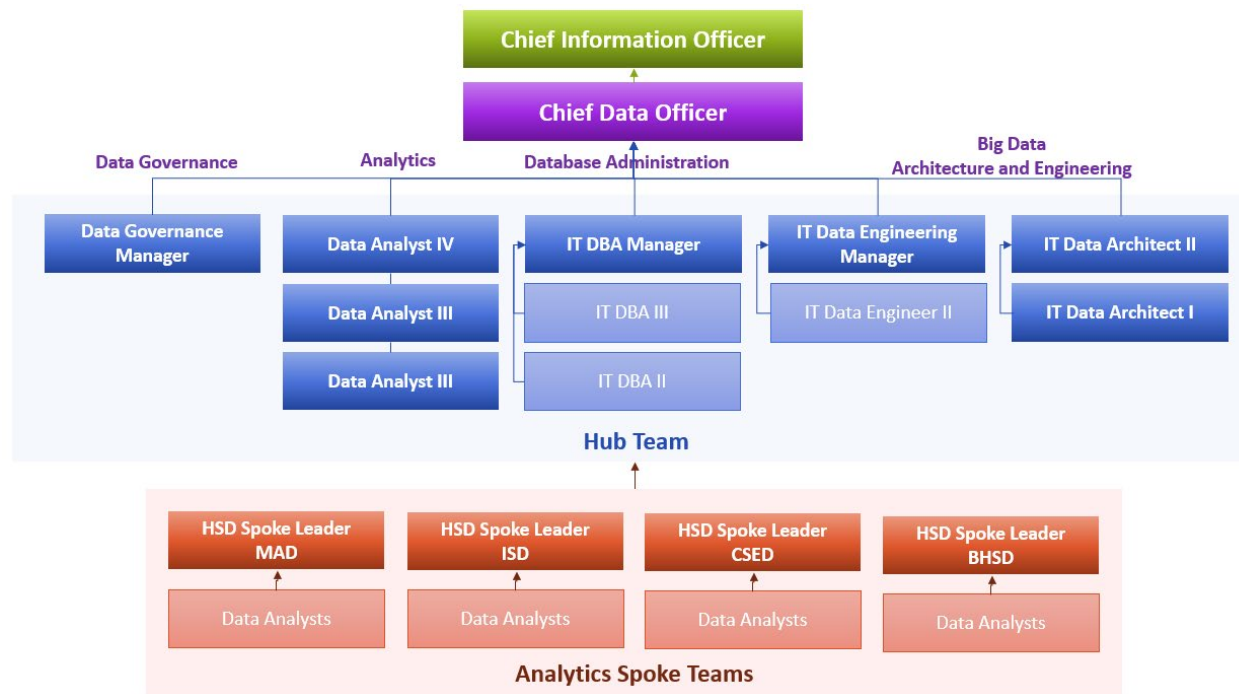 Chief Information Officer
Chief Data Officer
Data Governance
Analytics
Database Administration
Big Data
Architecture and Engineering
Data Governance
Manager
Data Analyst IV
IT DBA Manager
IT Data Engineering
Manager
IT Data Architect II
Data Analyst III
IT DBA III
IT Data Engineer II
IT Data Architect I
Data Analyst III
IT DBA II
Hub Team
HSD Spoke Leader
MAD
HSD Spoke Leader
ISD
HSD Spoke Leader
CSED
HSD Spoke Leader
BHSD
Data Analysts
Data Analysts
Data Analysts
Data Analysts
Analytics Spoke Teams